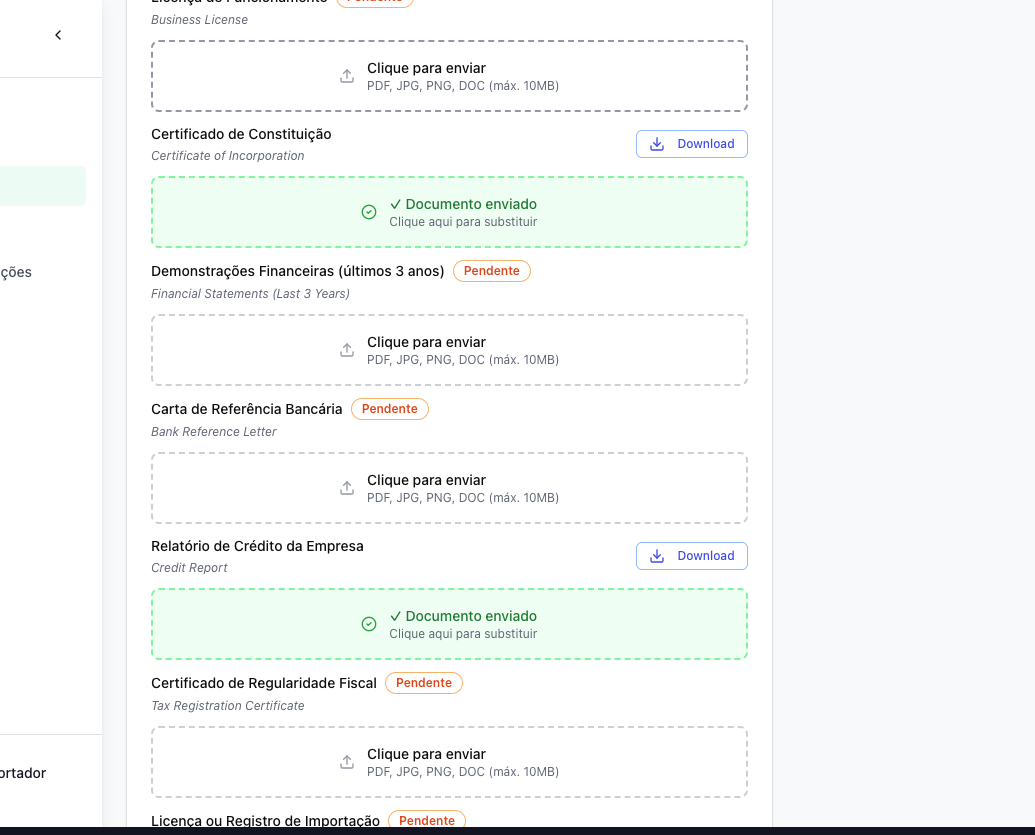 Licença de Funcionamento Pendente
Business License
Clique para enviar
PDF, JPG, PNG, DOC (máx. 10MB)
Certificado de Constituição
Download
Certificate of Incorporation
✓ Documento enviado
Clique aqui para substituir
ções
Demonstrações Financeiras (últimos 3 anos) Pendente
Financial Statements (Last 3 Years)
Clique para enviar
PDF, JPG, PNG, DOC (máx. 10MB)
Carta de Referência Bancária Pendente
Bank Reference Letter
Clique para enviar
PDF, JPG, PNG, DOC (máx. 10MB)
Relatório de Crédito da Empresa
Download
Credit Report
✓ Documento enviado
Clique aqui para substituir
Certificado de Regularidade Fiscal Pendente
Tax Registration Certificate
Clique para enviar
PDF, JPG, PNG, DOC (máx. 10MB)
ortador
Licença ou Registro de Importação Pendente